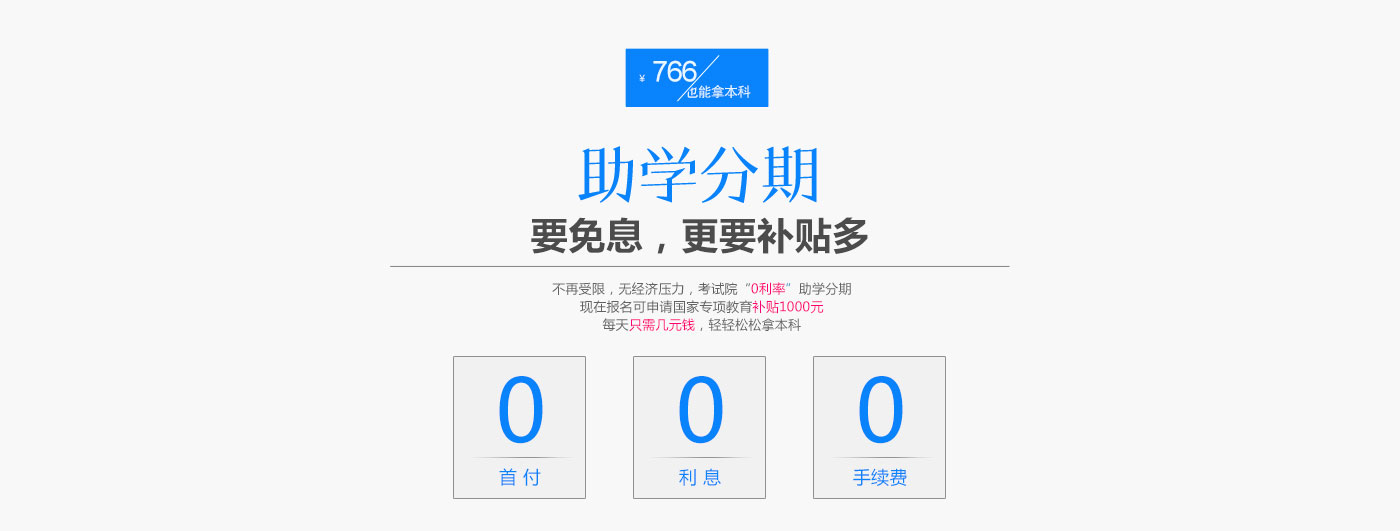 ¥ 766
也能拿本科
助学分期
要免息，更要补贴多
不再受限，无经济压力，考试院“0利率”助学分期
现在报名可申请国家专项教育补贴1000元
每天只需几元钱，轻轻松松拿本科
0 0 0
首付 利息 手续费